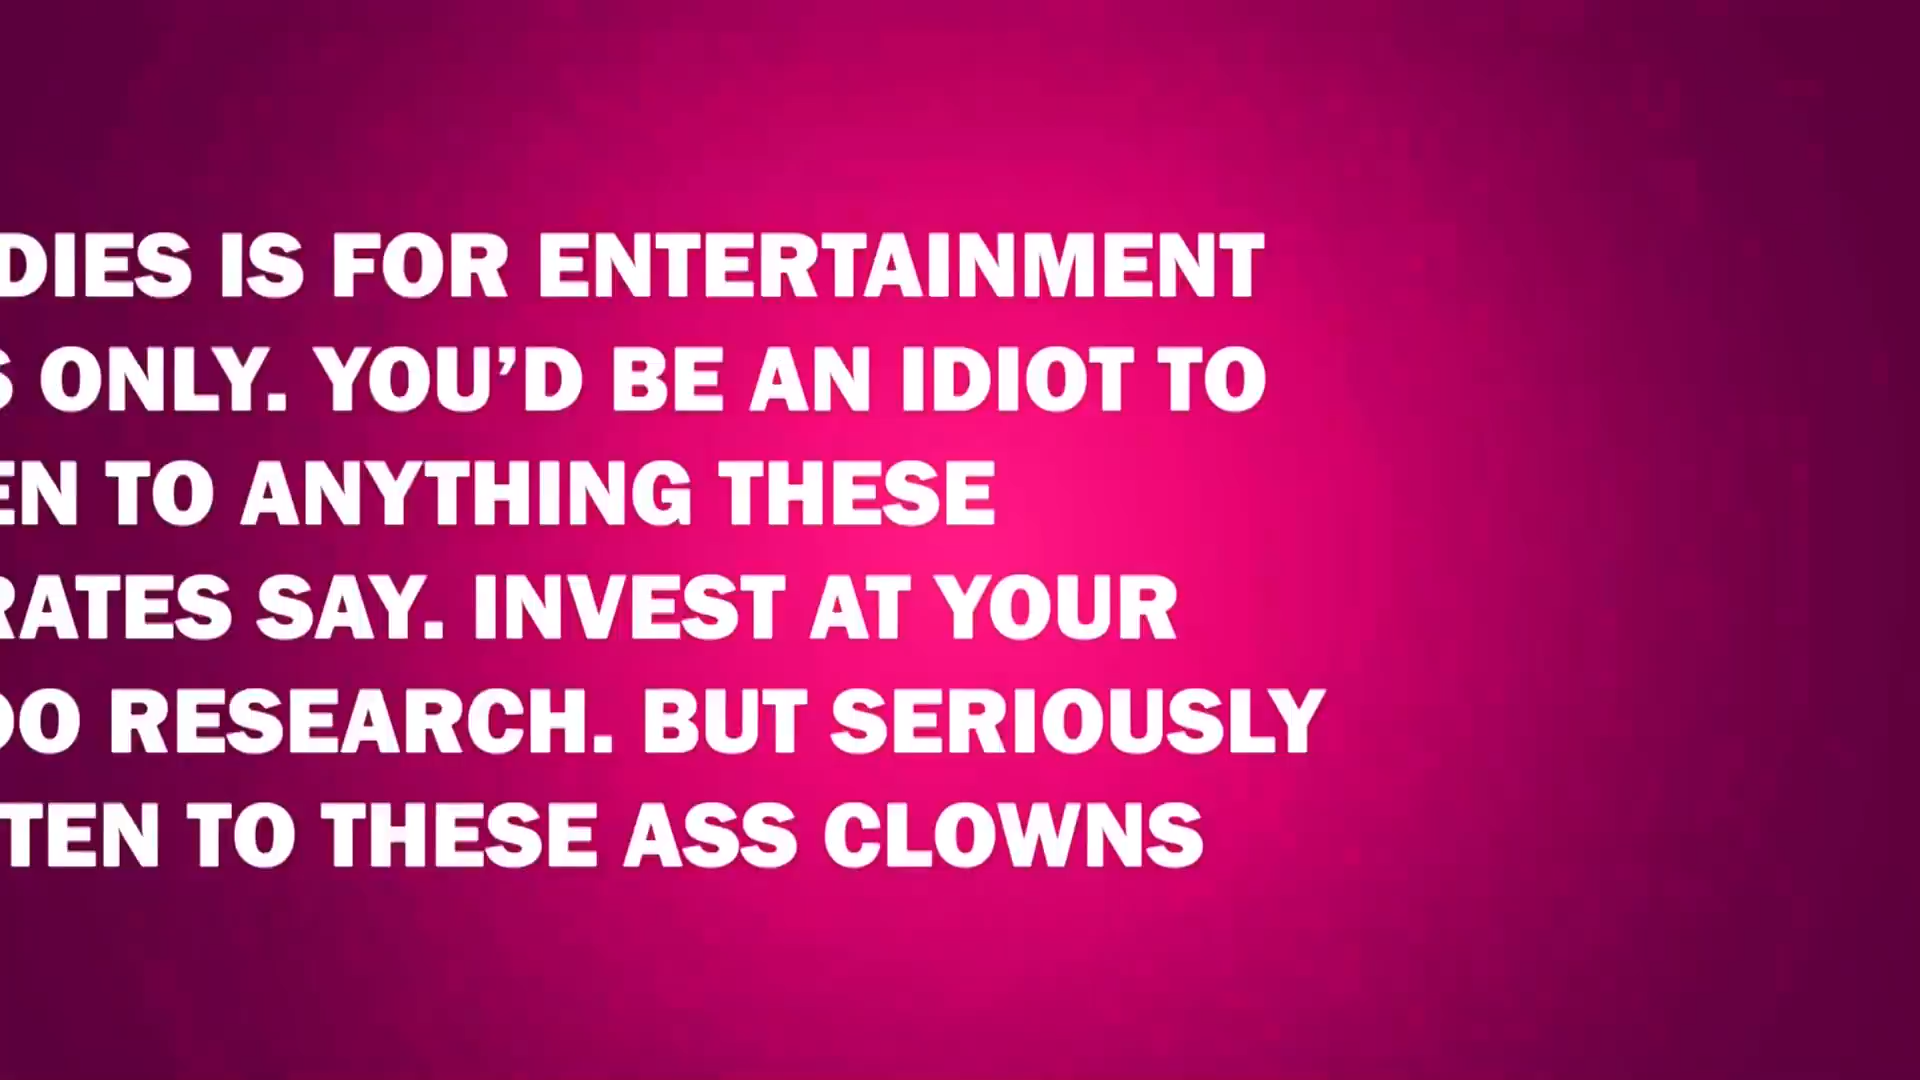 DIES IS FOR ENTERTAINMENT
S ONLY. YOU’D BE AN IDIOT TO
EN TO ANYTHING THESE
RATES SAY. INVEST AT YOUR
DO RESEARCH. BUT SERIOUSLY
TEN TO THESE ASS CLOWNS